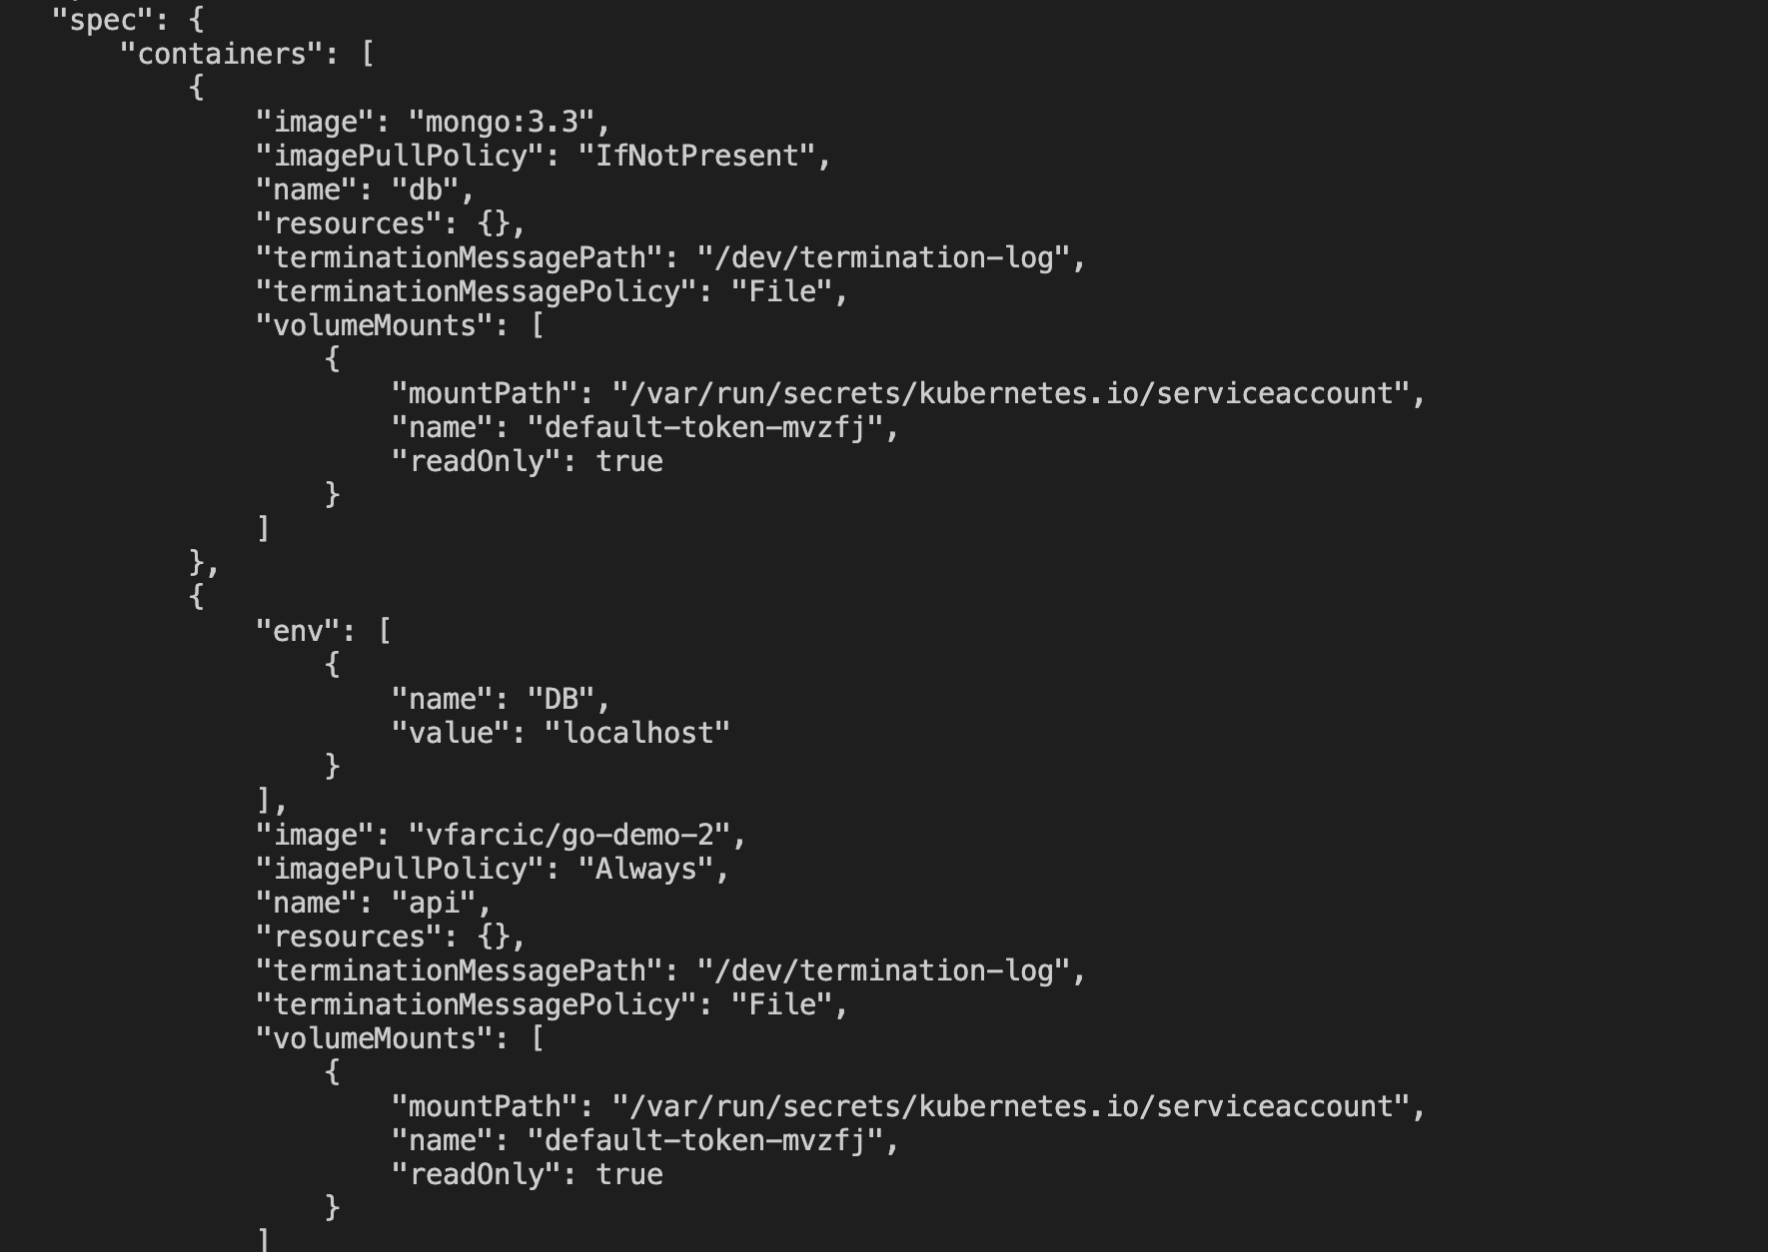 "spec": {
"containers": [
{
"image": "mongo:3.3",
"imagePullPolicy": "IfNotPresent",
"name": "db",
"resources": {},
"terminationMessagePath": "/dev/termination-log",
"terminationMessagePolicy": "File",
"volumeMounts": [
{
"mountPath": "/var/run/secrets/kubernetes.io/serviceaccount",
"name": "default-token-mvzfj",
"readOnly": true
}
]
},
{
"env": [
{
"name": "DB",
"value": "localhost"
}
],
"image": "vfarcic/go-demo-2",
"imagePullPolicy": "Always",
"name": "api",
"resources": {},
"terminationMessagePath": "/dev/termination-log",
"terminationMessagePolicy": "File",
"volumeMounts": [
{
"mountPath": "/var/run/secrets/kubernetes.io/serviceaccount",
"name": "default-token-mvzfj",
"readOnly": true
}
]